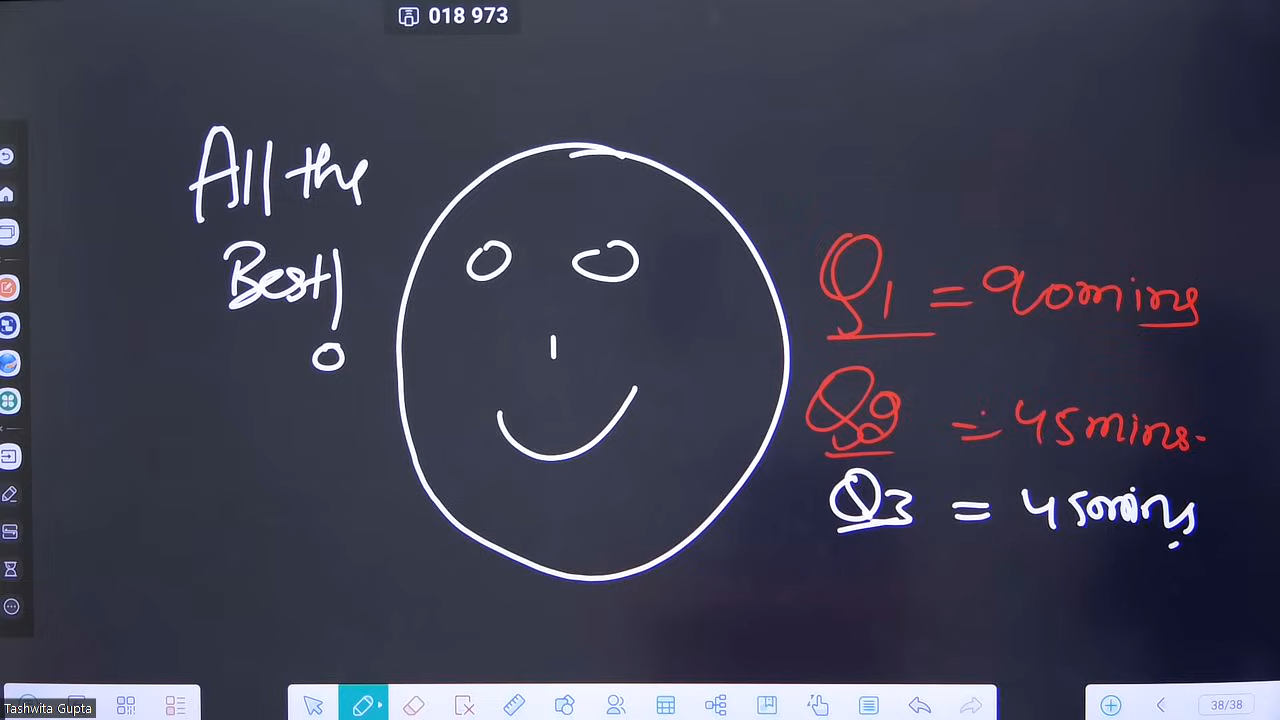 018 973
All the
Best!
Q1 = 90mins
Q2 = 45mins.
Q3 = 45mins
Tashwita Gupta
38/38